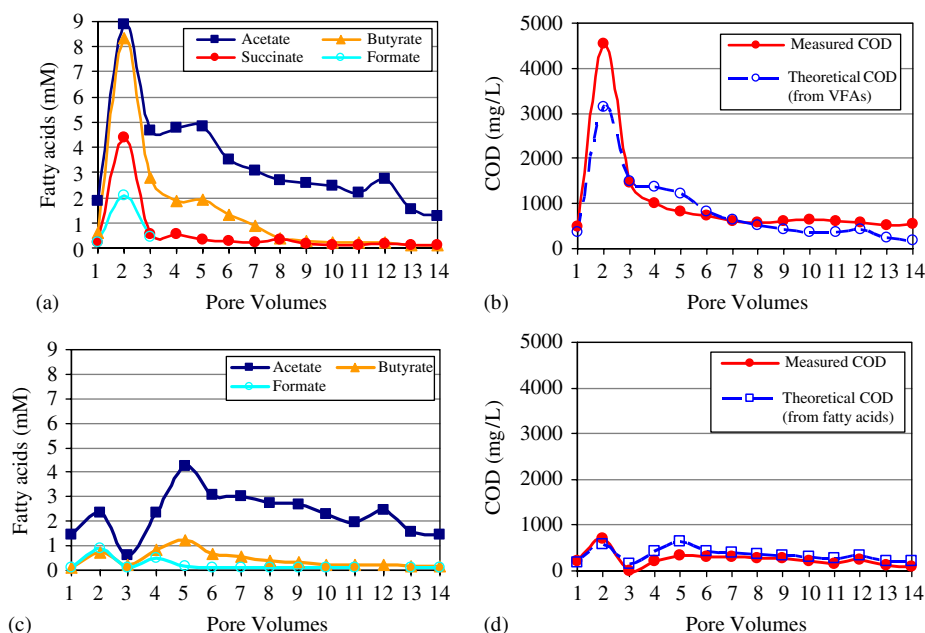 9
8
7
6
5
4
3
2
1
0
Fatty acids (mM)
Acetate Butyrate
Succinate Formate
1 2 3 4 5 6 7 8 9 10 11 12 13 14
(a) Pore Volumes
5000
4000
3000
2000
1000
0
COD (mg/L)
Measured COD
Theoretical COD
(from VFAs)
1 2 3 4 5 6 7 8 9 10 11 12 13 14
(b) Pore Volumes
9
8
7
6
5
4
3
2
1
0
Fatty acids (mM)
Acetate Butyrate
Formate
1 2 3 4 5 6 7 8 9 10 11 12 13 14
(c) Pore Volumes
5000
4000
3000
2000
1000
0
COD (mg/L)
Measured COD
Theoretical COD
(from fatty acids)
1 2 3 4 5 6 7 8 9 10 11 12 13 14
(d) Pore Volumes